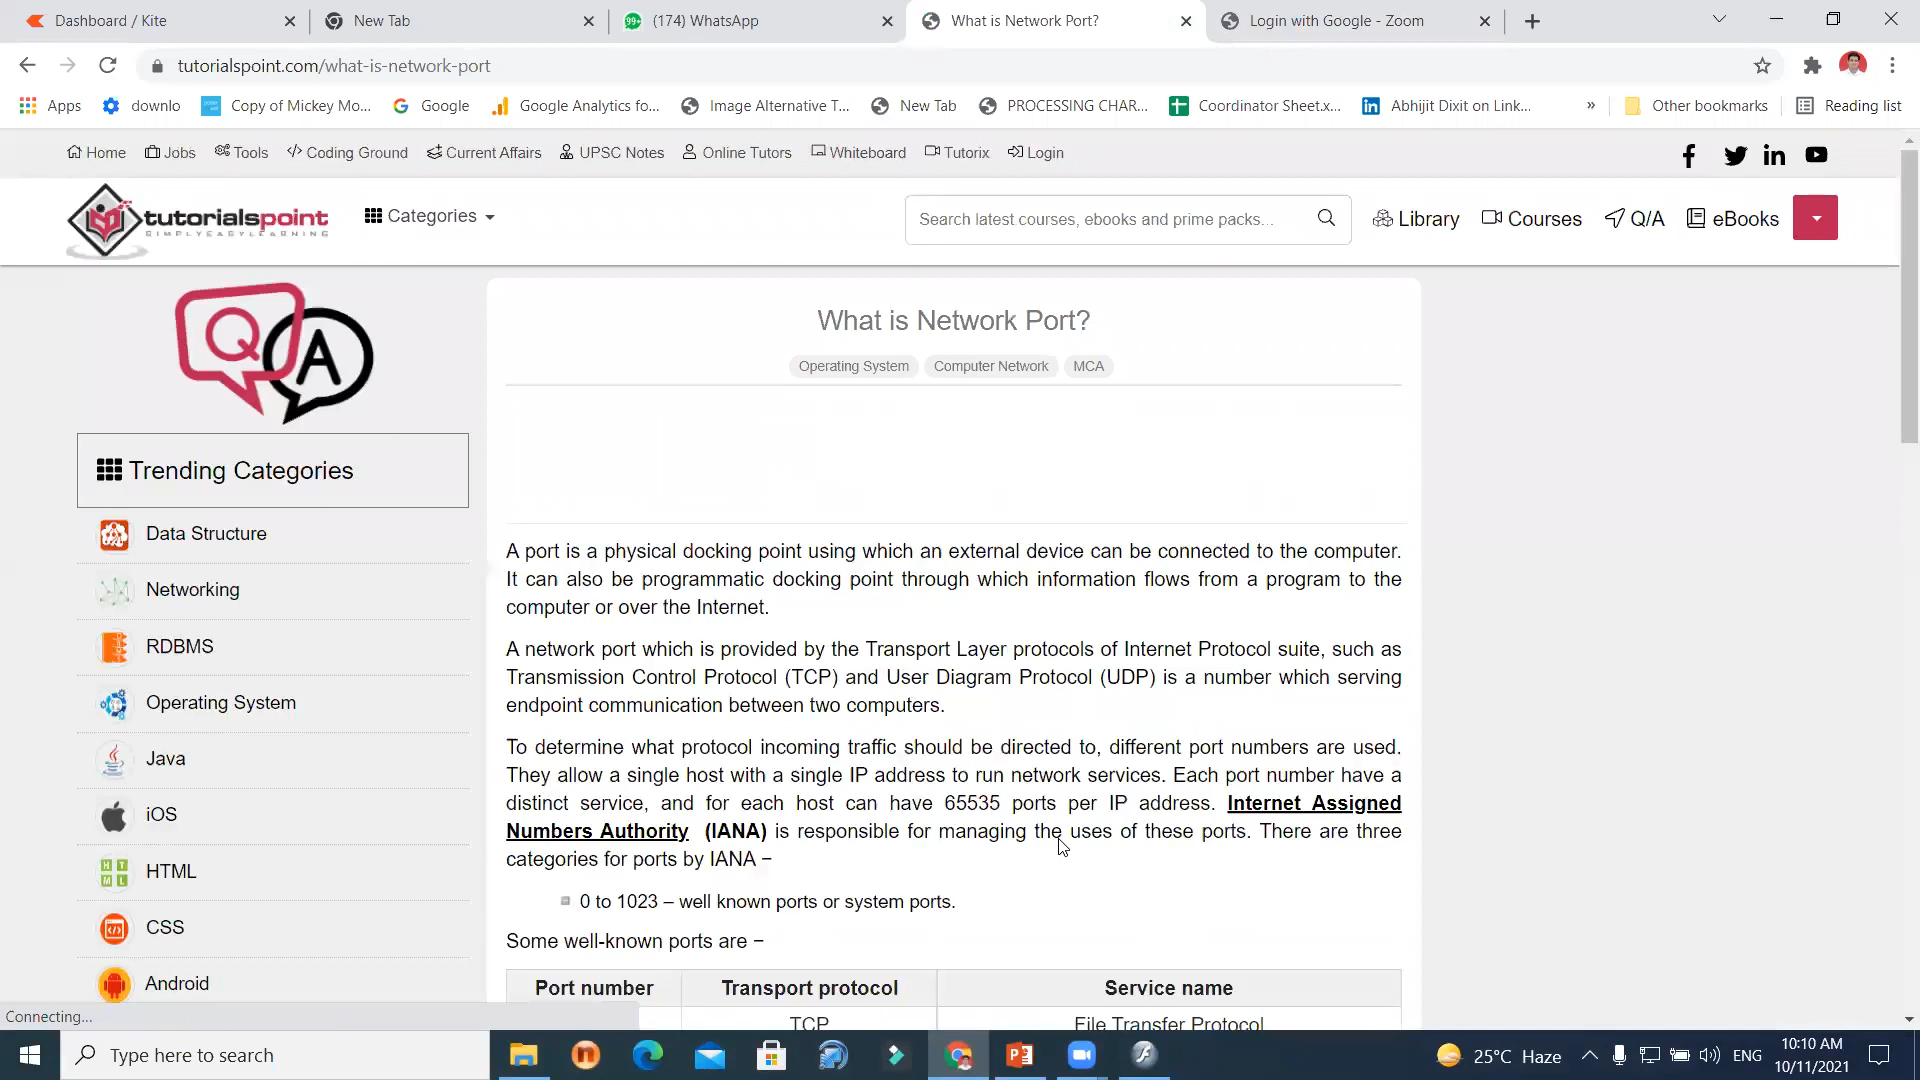 Dashboard / Kite
New Tab
99+
(174) WhatsApp
What is Network Port?
Login with Google - Zoom
tutorialspoint.com/what-is-network-port
Apps
downlo
Copy of Mickey Mo...
Google
Google Analytics fo...
Image Alternative T...
New Tab
PROCESSING CHAR...
Coordinator Sheet.x...
Abhijit Dixit on Link...
»
Other bookmarks
Reading list
Home
Jobs
Tools
Coding Ground
Current Affairs
UPSC Notes
Online Tutors
Whiteboard
Tutorix
Login
tutorialspoint
SIMPLYEASYLEARNING
Categories
Search latest courses, ebooks and prime packs...
Library
Courses
Q/A
eBooks
Q A
Trending Categories
Data Structure
Networking
RDBMS
Operating System
Java
iOS
HTML
CSS
Android
What is Network Port?
Operating System
Computer Network
MCA
A port is a physical docking point using which an external device can be connected to the computer.
It can also be programmatic docking point through which information flows from a program to the
computer or over the Internet.
A network port which is provided by the Transport Layer protocols of Internet Protocol suite, such as
Transmission Control Protocol (TCP) and User Diagram Protocol (UDP) is a number which serving
endpoint communication between two computers.
To determine what protocol incoming traffic should be directed to, different port numbers are used.
They allow a single host with a single IP address to run network services. Each port number have a
distinct service, and for each host can have 65535 ports per IP address. Internet Assigned
Numbers Authority (IANA) is responsible for managing the uses of these ports. There are three
categories for ports by IANA −
0 to 1023 – well known ports or system ports.
Some well-known ports are −
Port number
Transport protocol
Service name
TCP
File Transfer Protocol
Connecting...
Type here to search
25°C Haze
ENG
10:10 AM
10/11/2021